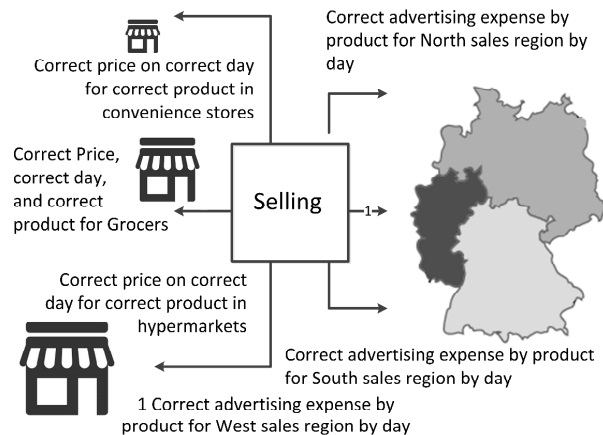 Correct price on correct day
for correct product in
convenience stores
Correct advertising expense by
product for North sales region by
day
Correct Price,
correct day,
and correct
product for Grocers
Selling
1
Correct price on correct
day for correct product in
hypermarkets
Correct advertising expense by product
for South sales region by day
1 Correct advertising expense by
product for West sales region by day